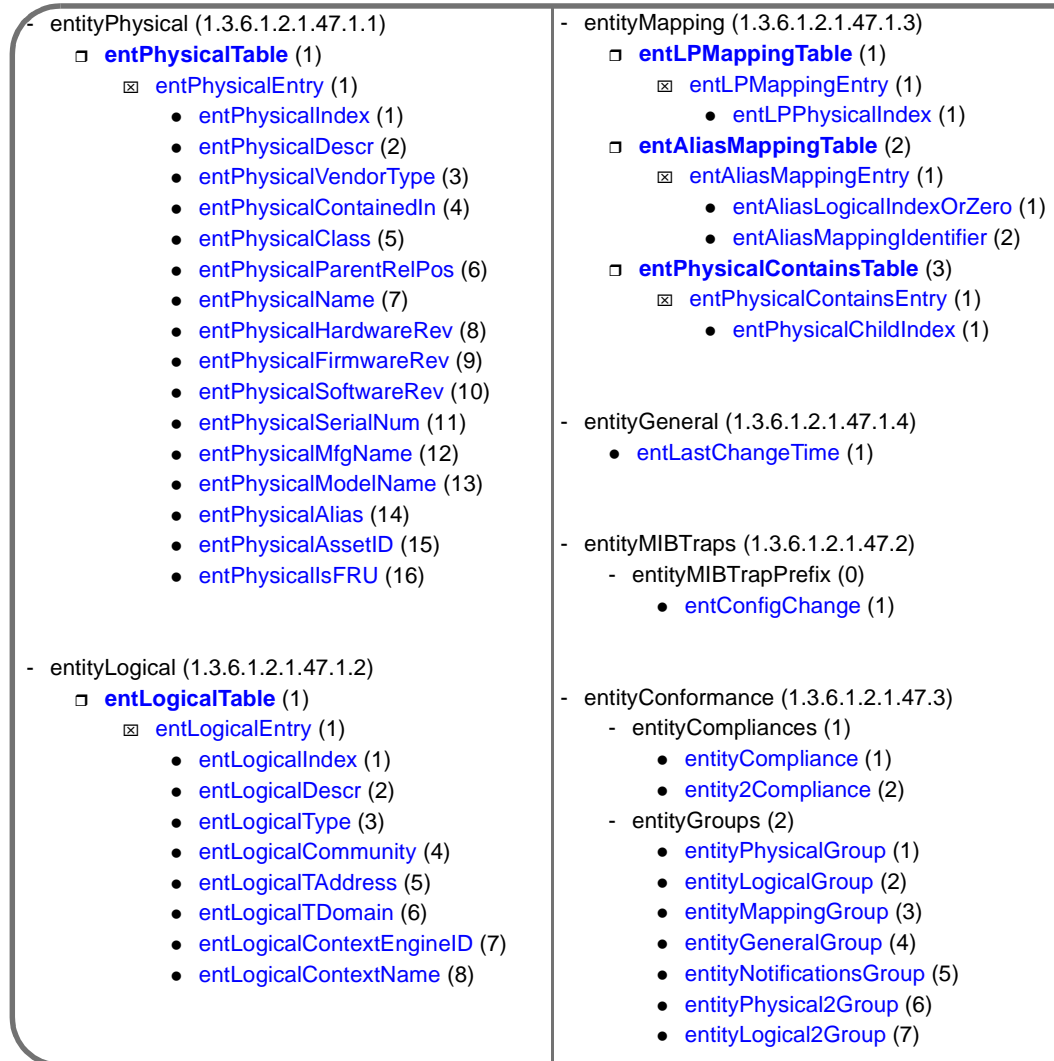 - entityPhysical (1.3.6.1.2.1.47.1.1)
❒ entPhysicalTable (1)
☒ entPhysicalEntry (1)
● entPhysicalIndex (1)
● entPhysicalDescr (2)
● entPhysicalVendorType (3)
● entPhysicalContainedIn (4)
● entPhysicalClass (5)
● entPhysicalParentRelPos (6)
● entPhysicalName (7)
● entPhysicalHardwareRev (8)
● entPhysicalFirmwareRev (9)
● entPhysicalSoftwareRev (10)
● entPhysicalSerialNum (11)
● entPhysicalMfgName (12)
● entPhysicalModelName (13)
● entPhysicalAlias (14)
● entPhysicalAssetID (15)
● entPhysicalIsFRU (16)
- entityLogical (1.3.6.1.2.1.47.1.2)
❒ entLogicalTable (1)
☒ entLogicalEntry (1)
● entLogicalIndex (1)
● entLogicalDescr (2)
● entLogicalType (3)
● entLogicalCommunity (4)
● entLogicalTAddress (5)
● entLogicalTDomain (6)
● entLogicalContextEngineID (7)
● entLogicalContextName (8)
- entityMapping (1.3.6.1.2.1.47.1.3)
❒ entLPMappingTable (1)
☒ entLPMappingEntry (1)
● entLPPhysicalIndex (1)
❒ entAliasMappingTable (2)
☒ entAliasMappingEntry (1)
● entAliasLogicalIndexOrZero (1)
● entAliasMappingIdentifier (2)
❒ entPhysicalContainsTable (3)
☒ entPhysicalContainsEntry (1)
● entPhysicalChildIndex (1)
- entityGeneral (1.3.6.1.2.1.47.1.4)
● entLastChangeTime (1)
- entityMIBTraps (1.3.6.1.2.1.47.2)
- entityMIBTrapPrefix (0)
● entConfigChange (1)
- entityConformance (1.3.6.1.2.1.47.3)
- entityCompliances (1)
● entityCompliance (1)
● entity2Compliance (2)
- entityGroups (2)
● entityPhysicalGroup (1)
● entityLogicalGroup (2)
● entityMappingGroup (3)
● entityGeneralGroup (4)
● entityNotificationsGroup (5)
● entityPhysical2Group (6)
● entityLogical2Group (7)